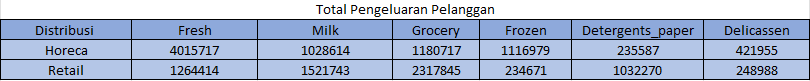 Total Pengeluaran Pelanggan
Distribusi Fresh Milk Grocery Frozen Detergents_paper Delicassen
Horeca 4015717 1028614 1180717 1116979 235587 421955
Retail 1264414 1521743 2317845 234671 1032270 248988